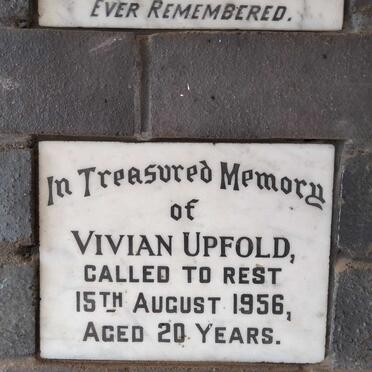 EVER REMEMBERED.
In Treasured Memory
of
VIVIAN UPFOLD,
CALLED TO REST
15TH AUGUST 1956,
AGED 20 YEARS.